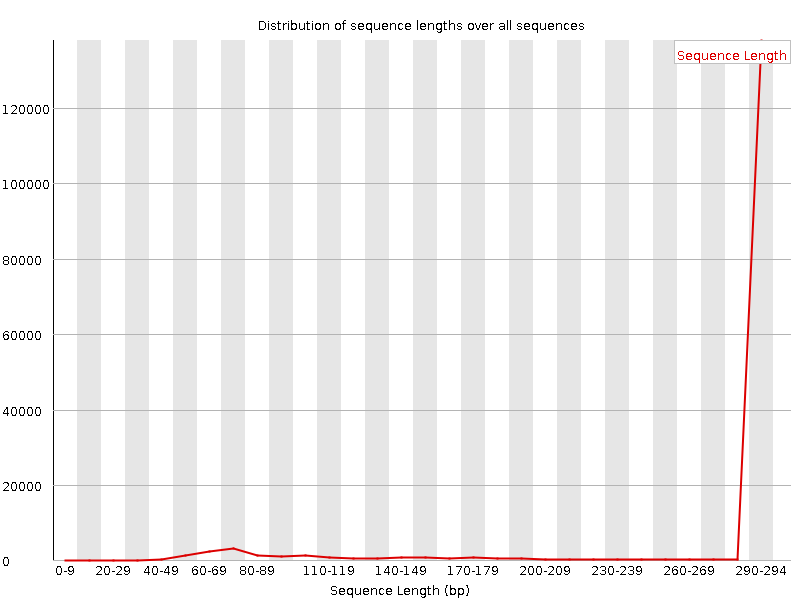 Distribution of sequence lengths over all sequences
Sequence Length
120000
100000
80000
60000
40000
20000
0
0-9 20-29 40-49 60-69 80-89 110-119 140-149 170-179 200-209 230-239 260-269 290-294
Sequence Length (bp)